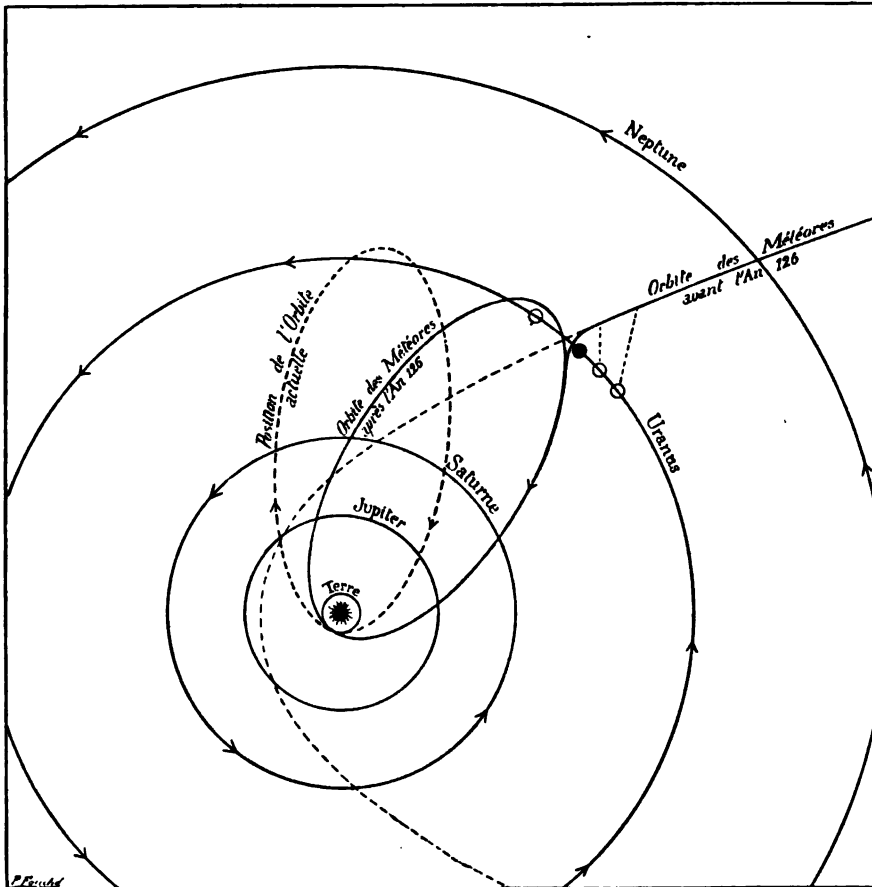 Neptune
Orbite des Météores
avant l'An 126
Position de l'Orbite
actuelle
Orbite des Météores
après l'An 126
Uranus
Saturne
Jupiter
Terre
P. Fouché